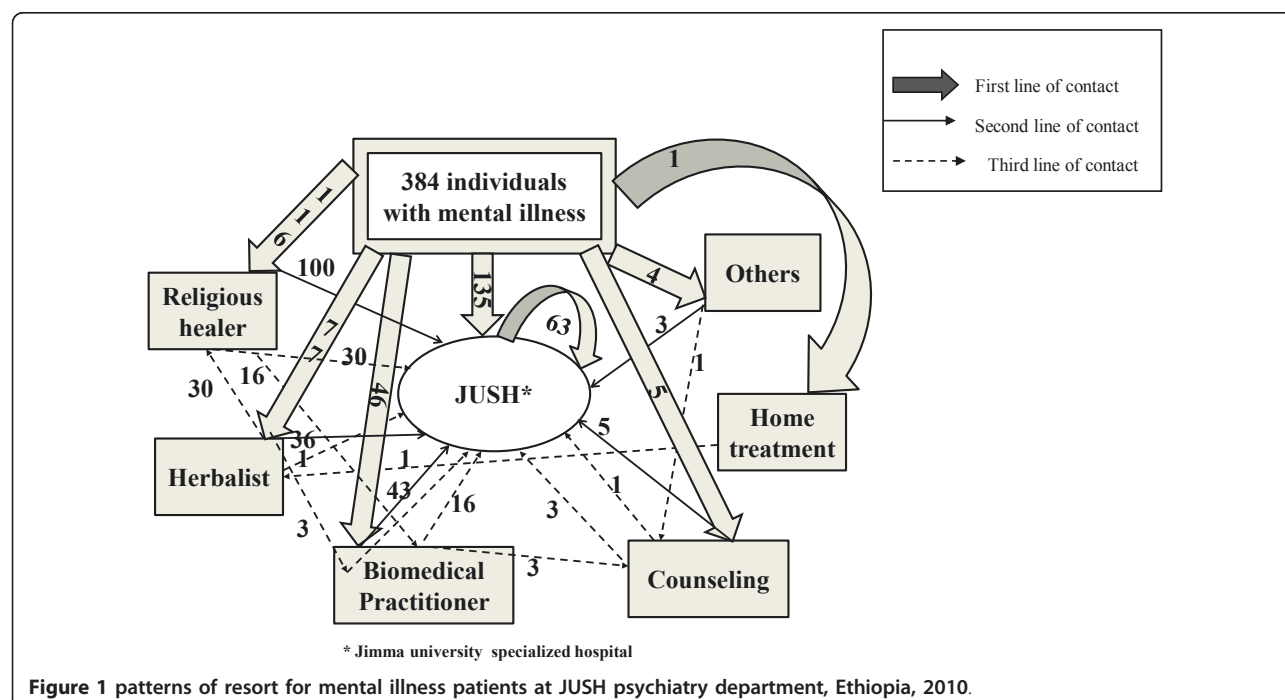 First line of contact
Second line of contact
Third line of contact
384 individuals
with mental illness
1
116
100
77
46
135
63
4
5
Others
3
1
Religious
healer
30
30
16
JUSH*
Home
treatment
5
36
1
1
43
16
Herbalist
3
3
1
3
Biomedical
Practitioner
Counseling
* Jimma university specialized hospital
Figure 1 patterns of resort for mental illness patients at JUSH psychiatry department, Ethiopia, 2010.